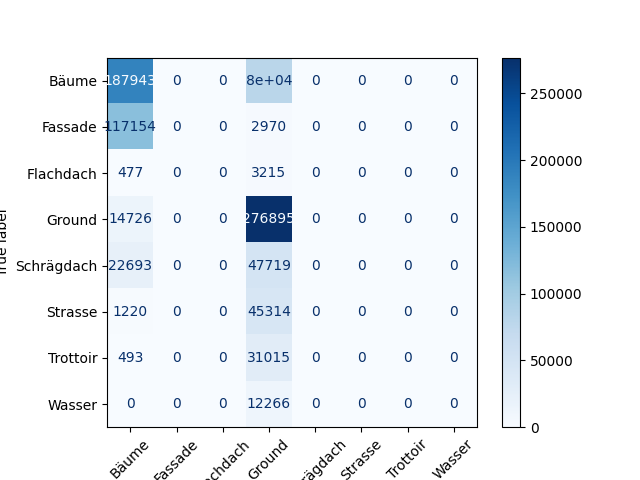 Bäume 187943 0 0 8e+04 0 0 0 0
Fassade 117154 0 0 2970 0 0 0 0
Flachdach 477 0 0 3215 0 0 0 0
Ground 14726 0 0 276895 0 0 0 0
Schrägdach 22693 0 0 47719 0 0 0 0
Strasse 1220 0 0 45314 0 0 0 0
Trottoir 493 0 0 31015 0 0 0 0
Wasser 0 0 0 12266 0 0 0 0
Bäume Fassade chdach Ground rägdach Strasse Trottoir Wasser
True label
250000
200000
150000
100000
50000
0